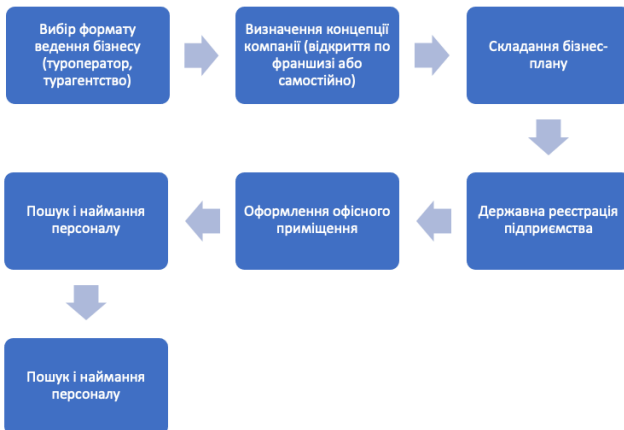 Вибір формату
ведення бізнесу
(туроператор,
турагентство)
Визначення концепції
компанії (відкриття по
франшизі або
самостійно)
Складання бізнес-
плану
Державна реєстрація
підприємства
Оформлення офісного
приміщення
Пошук і наймання
персоналу
Пошук і наймання
персоналу